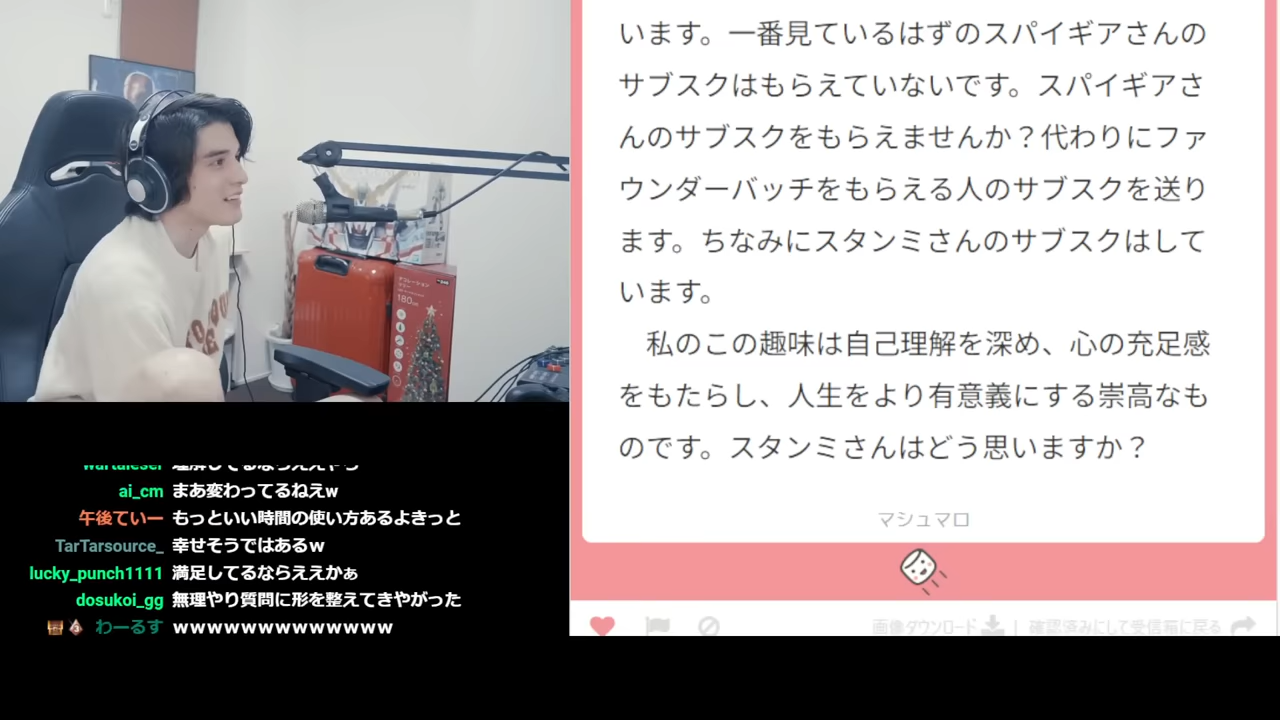 います。一番見ているはずのスパイギアさんの
サブスクはもらえていないです。スパイギアさ
んのサブスクをもらえませんか？代わりにファ
ウンダーバッチをもらえる人のサブスクを送り
ます。ちなみにスタンミさんのサブスクはして
います。
私のこの趣味は自己理解を深め、心の充足感
をもたらし、人生をより有意義にする崇高なも
のです。スタンミさんはどう思いますか？
マシュマロ
画像ダウンロード | 確認済みにして受信箱に戻る
180cm
ai_cm まあ変わってるねえw
午後てぃー もっといい時間の使い方あるよきっと
TarTarsource_ 幸せそうではあるｗ
lucky_punch1111 満足してるならええかぁ
dosukoi_gg 無理やり質問に形を整えてきやがった
わーるす ｗｗｗｗｗｗｗｗｗｗｗｗｗ